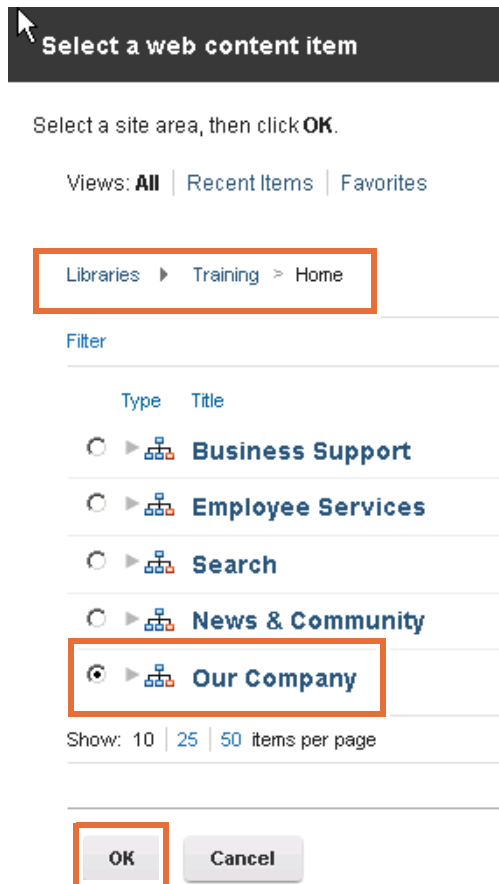 Select a web content item
Select a site area, then click OK.
Views: All | Recent Items | Favorites
Libraries ▶ Training > Home
Filter
Type Title
Business Support
Employee Services
Search
News & Community
Our Company
Show: 10 | 25 | 50 items per page
OK Cancel